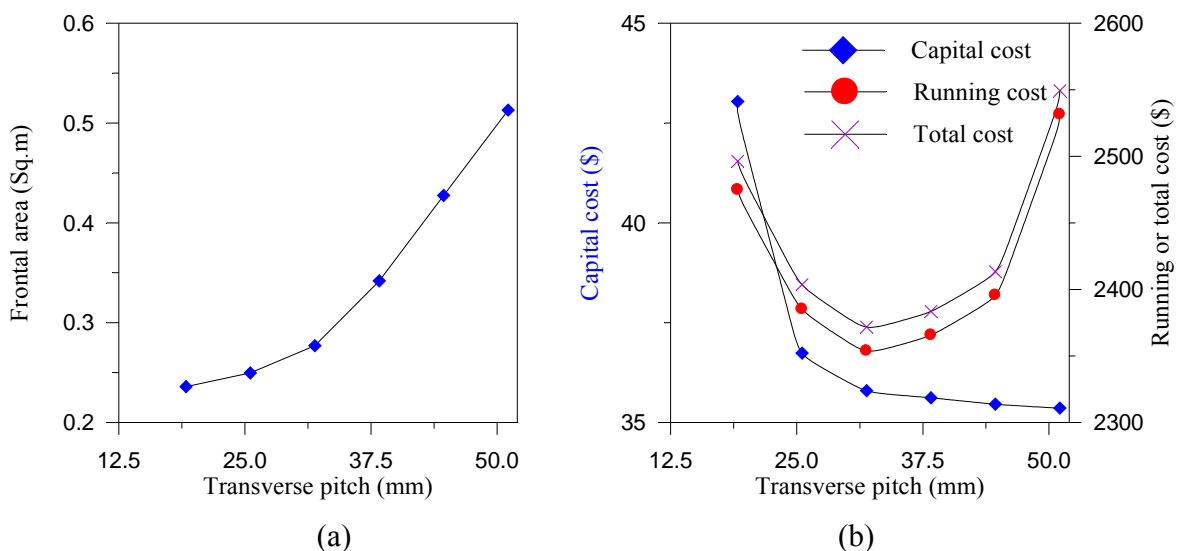 0.6
0.5
0.4
0.3
0.2
Frontal area (Sq.m)
12.5 25.0 37.5 50.0
Transverse pitch (mm)
(a)
45
40
35
Capital cost ($)
Capital cost
Running cost
Total cost
2600
2500
2400
2300
Running or total cost ($)
12.5 25.0 37.5 50.0
Transverse pitch (mm)
(b)